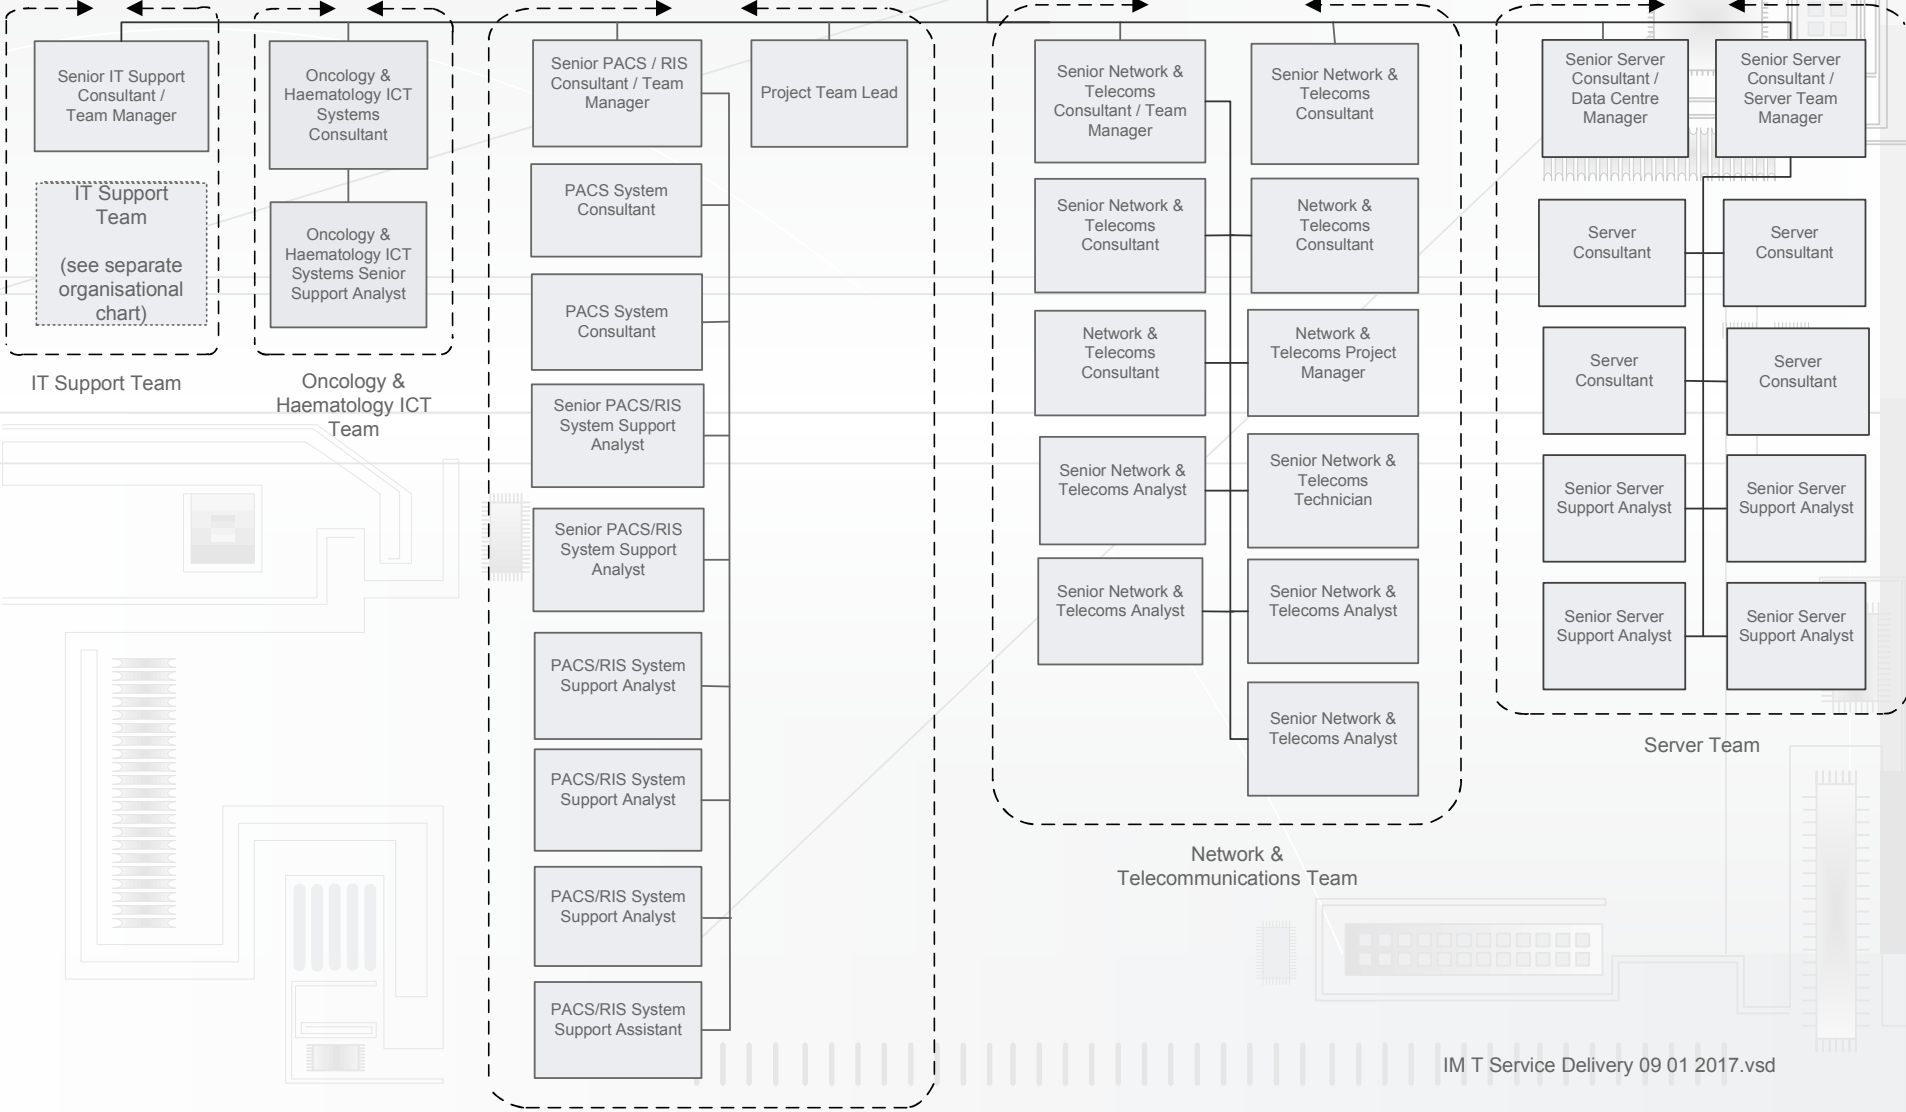 Senior IT Support
Consultant /
Team Manager
IT Support
Team
(see separate
organisational
chart)
IT Support Team
Oncology &
Haematology ICT
Systems
Consultant
Oncology &
Haematology ICT
Systems Senior
Support Analyst
Oncology &
Haematology ICT
Team
Senior PACS / RIS
Consultant / Team
Manager
Project Team Lead
PACS System
Consultant
PACS System
Consultant
Senior PACS/RIS
System Support
Analyst
Senior PACS/RIS
System Support
Analyst
PACS/RIS System
Support Analyst
PACS/RIS System
Support Analyst
PACS/RIS System
Support Analyst
PACS/RIS System
Support Assistant
Senior Network &
Telecoms
Consultant / Team
Manager
Senior Network &
Telecoms
Consultant
Senior Network &
Telecoms
Consultant
Network &
Telecoms
Consultant
Network &
Telecoms
Consultant
Network &
Telecoms Project
Manager
Senior Network &
Telecoms Analyst
Senior Network &
Telecoms
Technician
Senior Network &
Telecoms Analyst
Senior Network &
Telecoms Analyst
Senior Network &
Telecoms Analyst
Network &
Telecommunications Team
Senior Server
Consultant /
Data Centre
Manager
Senior Server
Consultant /
Server Team
Manager
Server
Consultant
Server
Consultant
Server
Consultant
Server
Consultant
Senior Server
Support Analyst
Senior Server
Support Analyst
Senior Server
Support Analyst
Senior Server
Support Analyst
Server Team
IM T Service Delivery 09 01 2017.vsd